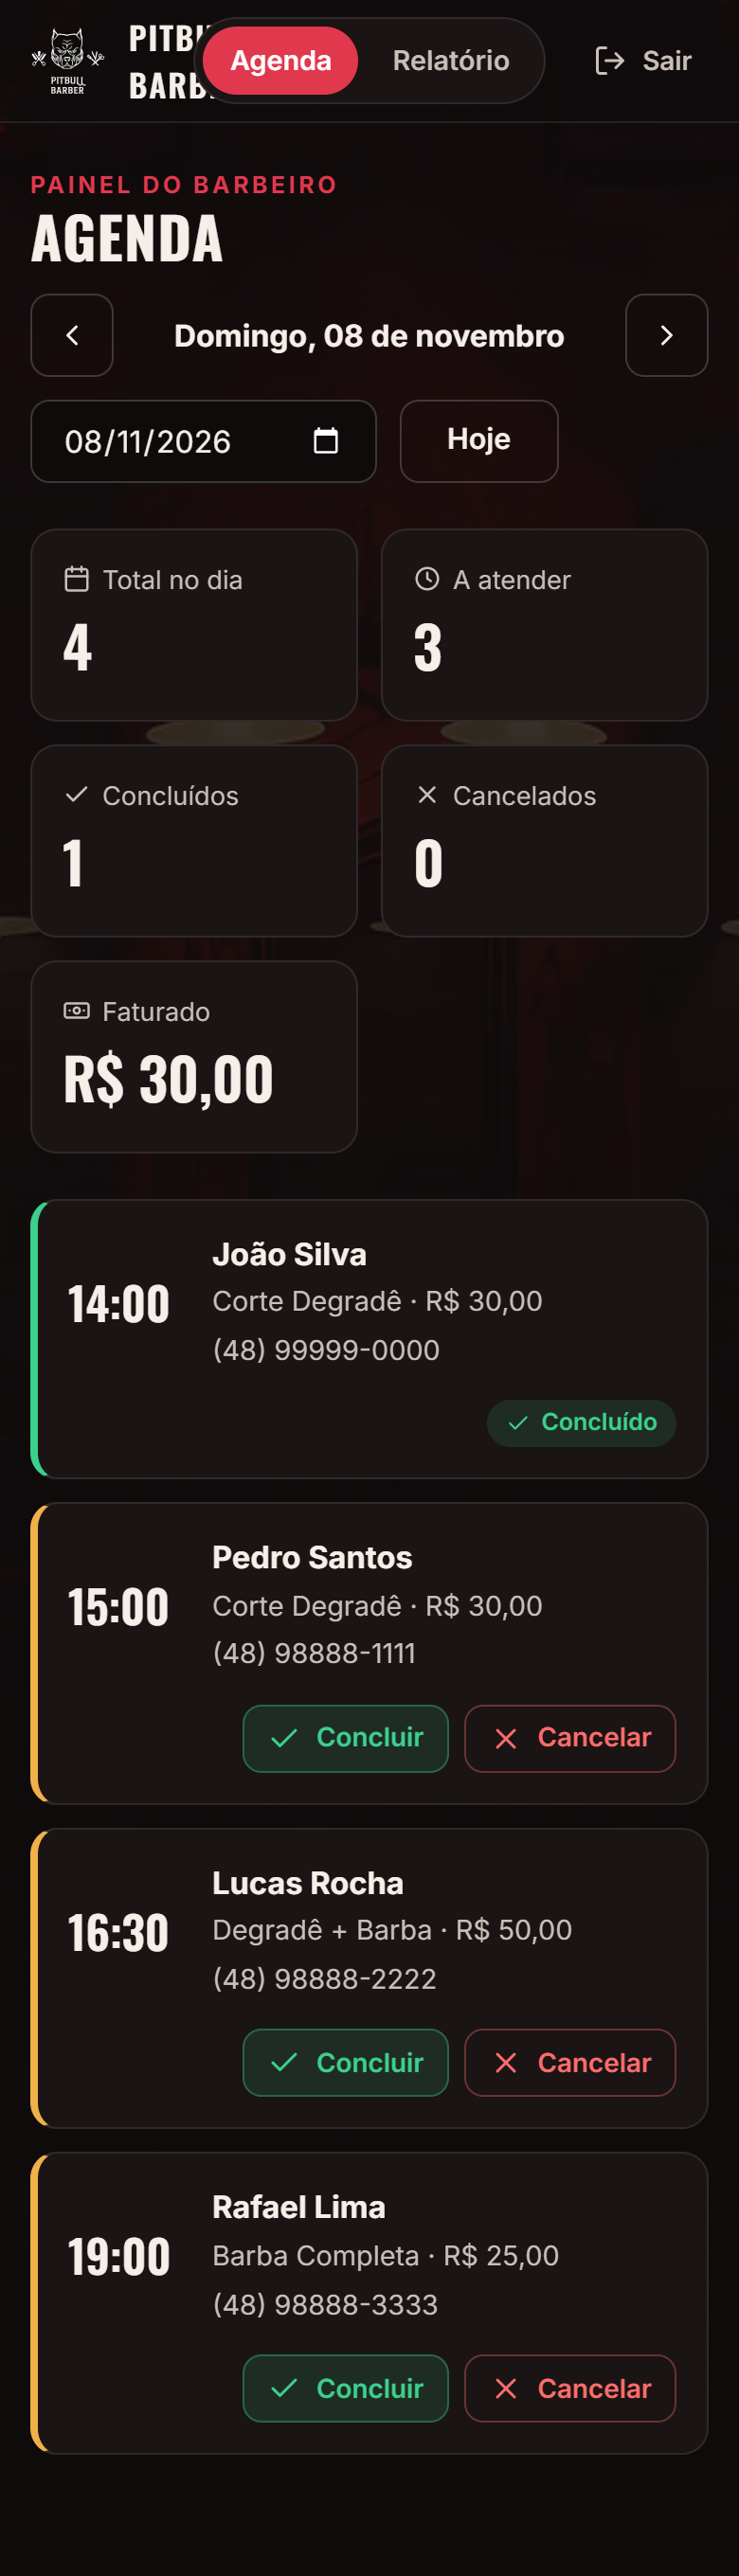 PITBULL
BARBER
PITBU
BARB
Agenda
Relatório
Sair
PAINEL DO BARBEIRO
AGENDA
Domingo, 08 de novembro
08/11/2026
Hoje
Total no dia
4
A atender
3
Concluídos
1
Cancelados
0
Faturado
R$ 30,00
João Silva
14:00
Corte Degradê · R$ 30,00
(48) 99999-0000
Concluído
Pedro Santos
15:00
Corte Degradê · R$ 30,00
(48) 98888-1111
Concluir
Cancelar
Lucas Rocha
16:30
Degradê + Barba · R$ 50,00
(48) 98888-2222
Concluir
Cancelar
Rafael Lima
19:00
Barba Completa · R$ 25,00
(48) 98888-3333
Concluir
Cancelar